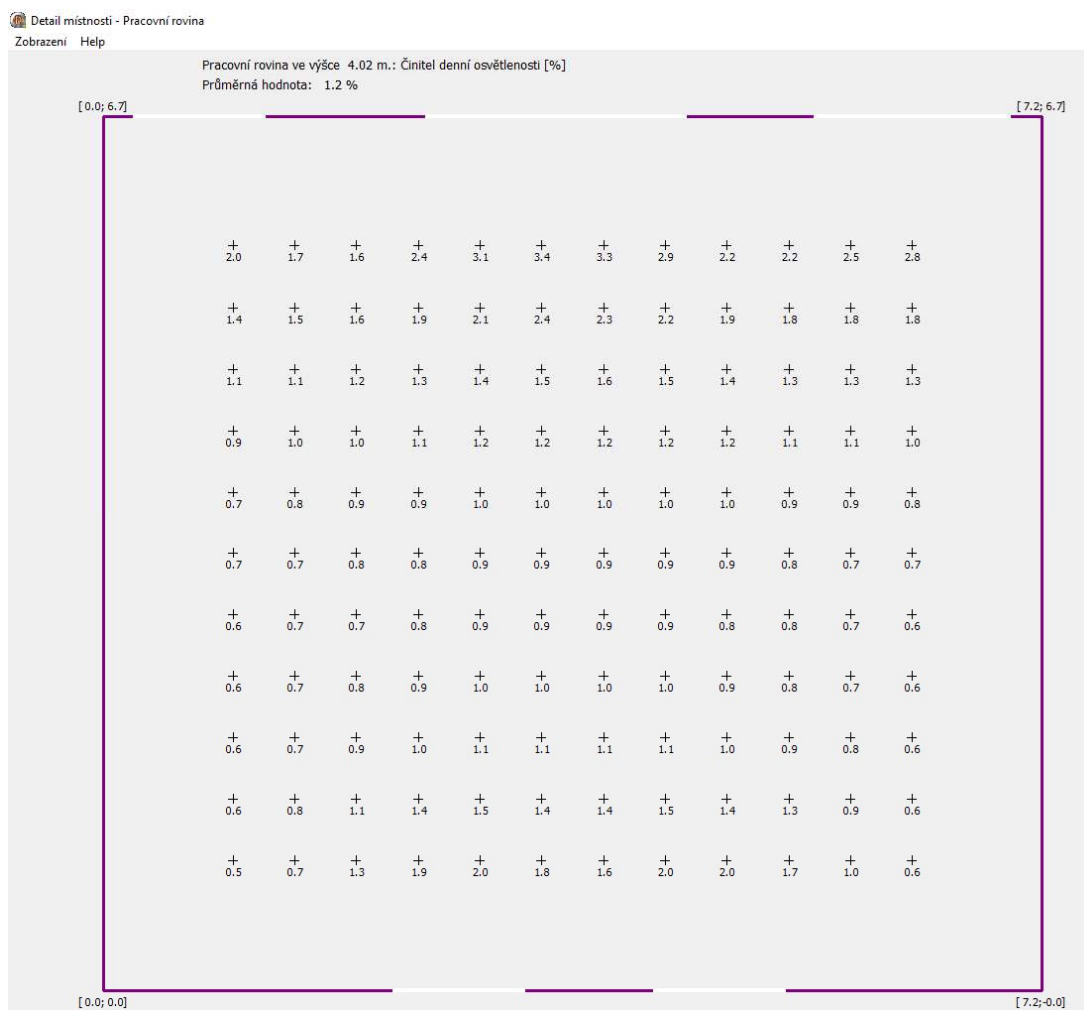 Detail místnosti - Pracovní rovina
Zobrazení Help
Pracovní rovina ve výšce 4.02 m.: Činitel denní osvětlenosti [%]
Průměrná hodnota: 1.2 %
[ 0.0; 6.7] [ 7.2; 6.7]
2.0 1.7 1.6 2.4 3.1 3.4 3.3 2.9 2.2 2.2 2.5 2.8
1.4 1.5 1.6 1.9 2.1 2.4 2.3 2.2 1.9 1.8 1.8 1.8
1.1 1.1 1.2 1.3 1.4 1.5 1.6 1.5 1.4 1.3 1.3 1.3
0.9 1.0 1.0 1.1 1.2 1.2 1.2 1.2 1.2 1.1 1.1 1.0
0.7 0.8 0.9 0.9 1.0 1.0 1.0 1.0 1.0 0.9 0.9 0.8
0.7 0.7 0.8 0.8 0.9 0.9 0.9 0.9 0.9 0.8 0.7 0.7
0.6 0.7 0.7 0.8 0.9 0.9 0.9 0.9 0.8 0.8 0.7 0.6
0.6 0.7 0.8 0.9 1.0 1.0 1.0 1.0 0.9 0.8 0.7 0.6
0.6 0.7 0.9 1.0 1.1 1.1 1.1 1.1 1.0 0.9 0.8 0.6
0.6 0.8 1.1 1.4 1.5 1.4 1.4 1.5 1.4 1.3 0.9 0.6
0.5 0.7 1.3 1.9 2.0 1.8 1.6 2.0 2.0 1.7 1.0 0.6
[ 0.0; 0.0] [ 7.2;-0.0]